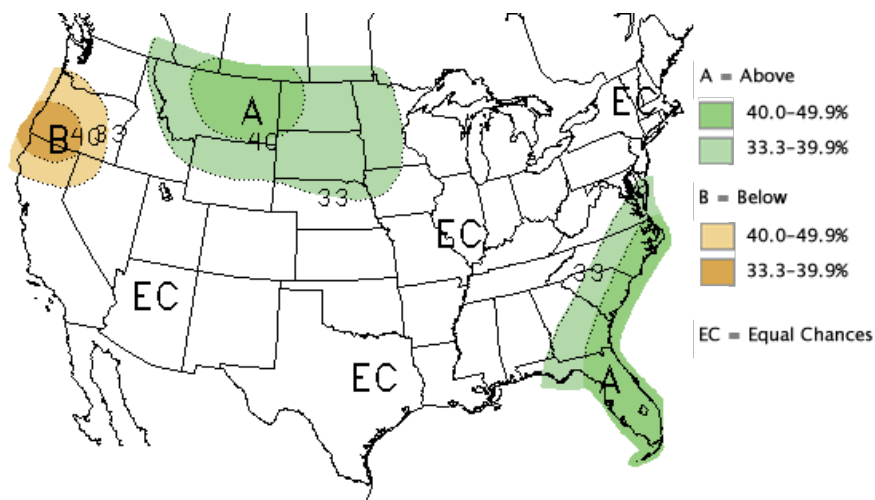 A
40
33
B
40
33
EC
EC
EC
EC
33
A
A = Above
40.0-49.9%
33.3-39.9%
B = Below
40.0-49.9%
33.3-39.9%
EC = Equal Chances